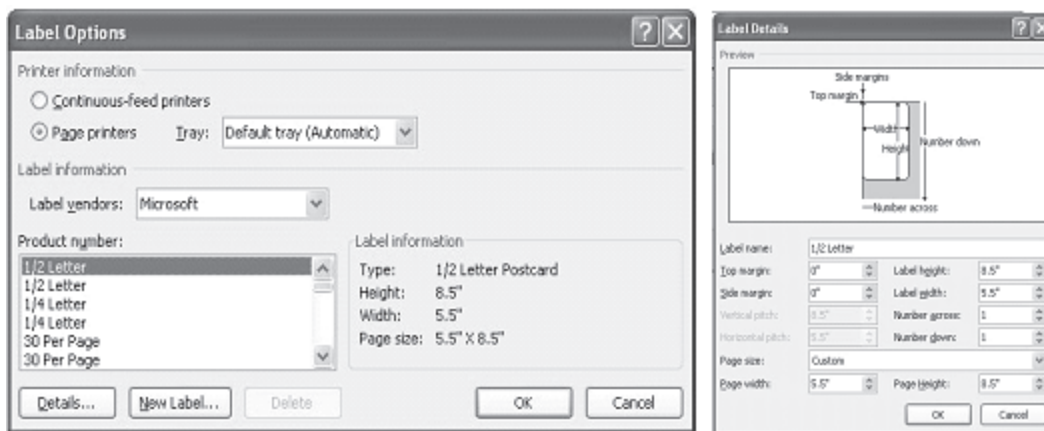 Label Options
Printer information
Continuous-feed printers
Page printers Tray: Default tray (Automatic)
Label information
Label vendors: Microsoft
Product number:
1/2 Letter
1/2 Letter
1/4 Letter
1/4 Letter
30 Per Page
30 Per Page
Label information
Type: 1/2 Letter Postcard
Height: 8.5"
Width: 5.5"
Page size: 5.5" X 8.5"
Details... New Label... Delete OK Cancel
Label Details
Preview
Side margins
Top margin
Width
Height
Number down
Number across
Label name: 1/2 Letter
Top margin: 0" Label height: 8.5"
Side margin: 0" Label width: 5.5"
Vertical pitch: 8.5" Number across: 1
Horizontal pitch: 5.5" Number down: 1
Page size: Custom
Page width: 5.5" Page Height: 8.5"
OK Cancel